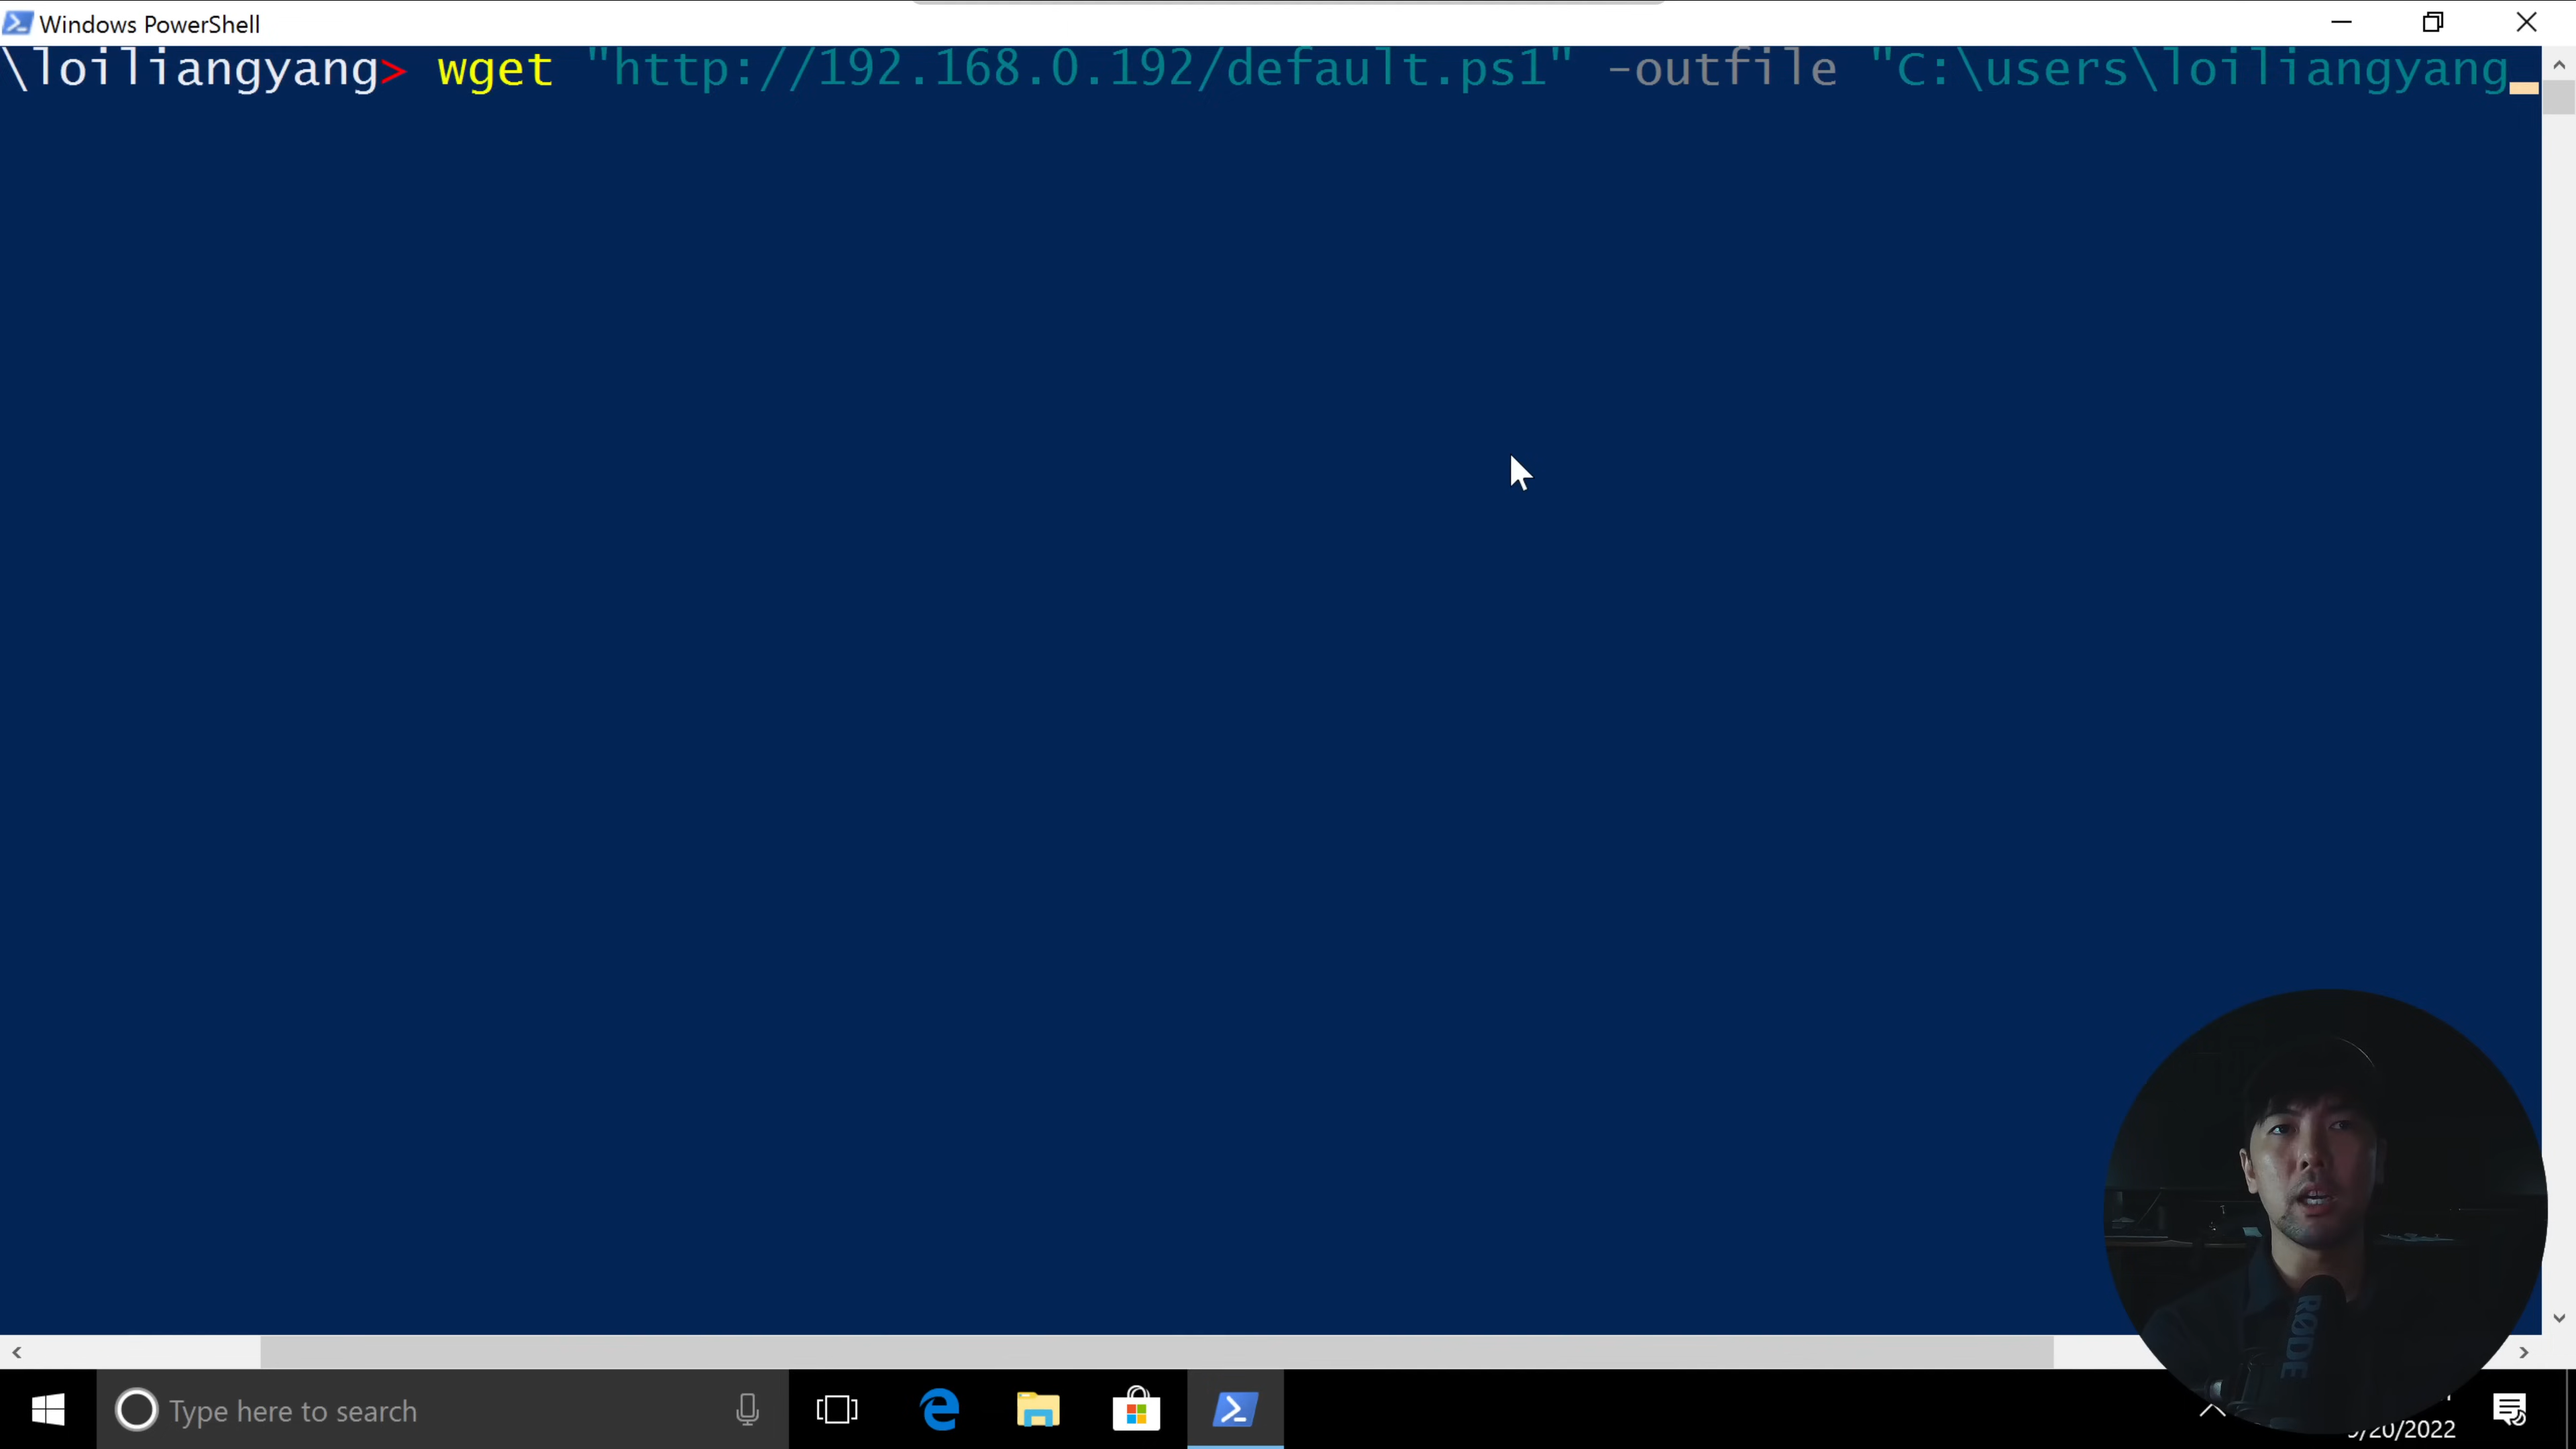 Windows PowerShell
\loiliangyang> wget "http://192.168.0.192/default.ps1" -outfile "C:\users\loiliangyang
RØDE
Type here to search
/20/2022